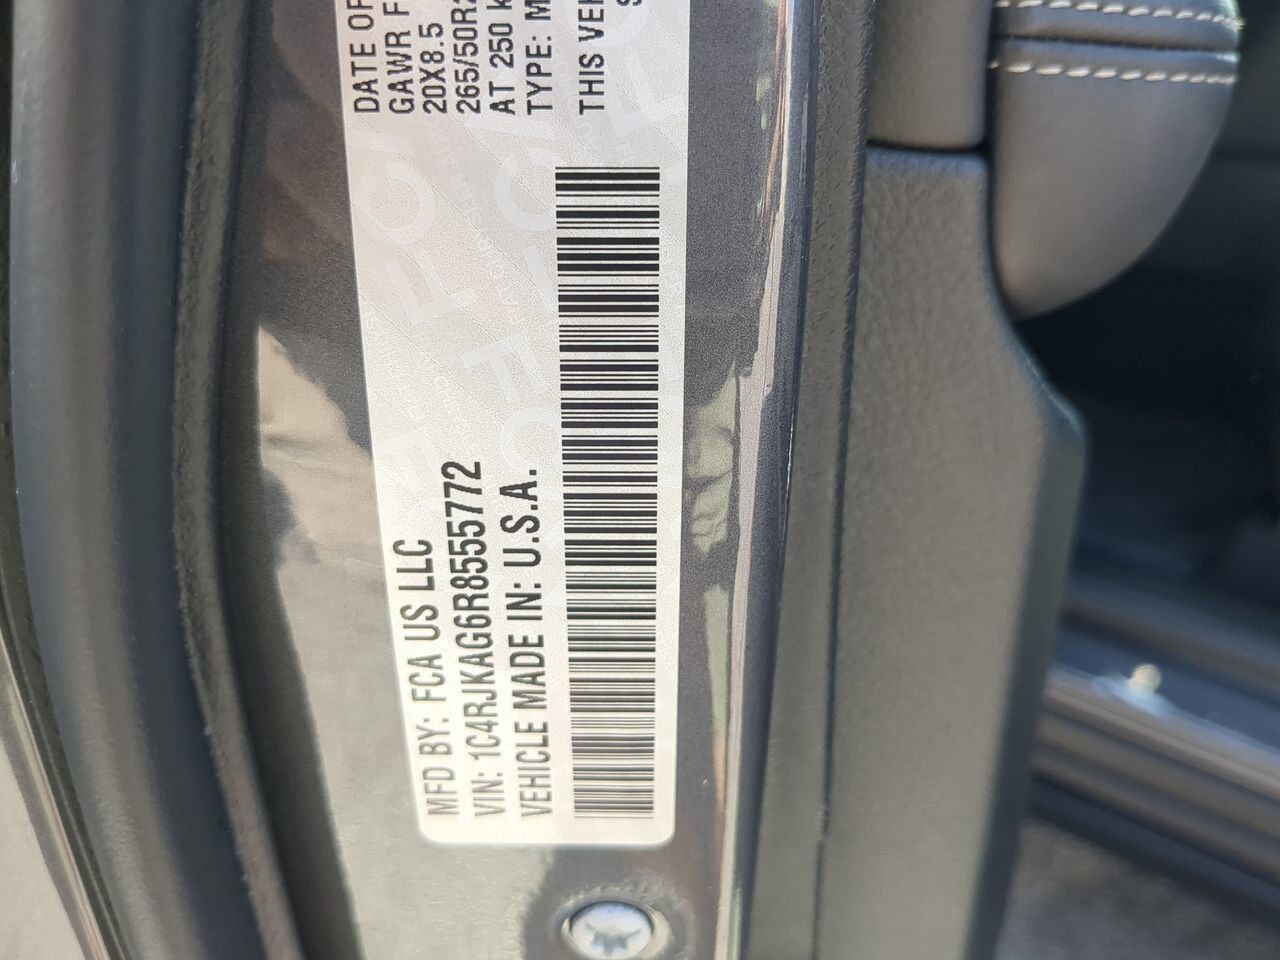 MFD BY: FCA US LLC
VIN: 1C4RJKAG6R8555772
VEHICLE MADE IN: U.S.A.
DATE OF
GAWR F
20X8.5
265/50R2
AT 250 k
TYPE: M
THIS VEH
S